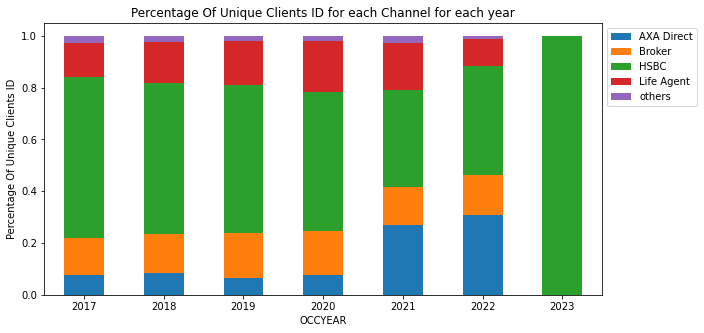 Percentage Of Unique Clients ID for each Channel for each year
AXA Direct
Broker
HSBC
Life Agent
others
Percentage Of Unique Clients ID
1.0
0.8
0.6
0.4
0.2
0.0
2017 2018 2019 2020 2021 2022 2023
OCCYEAR